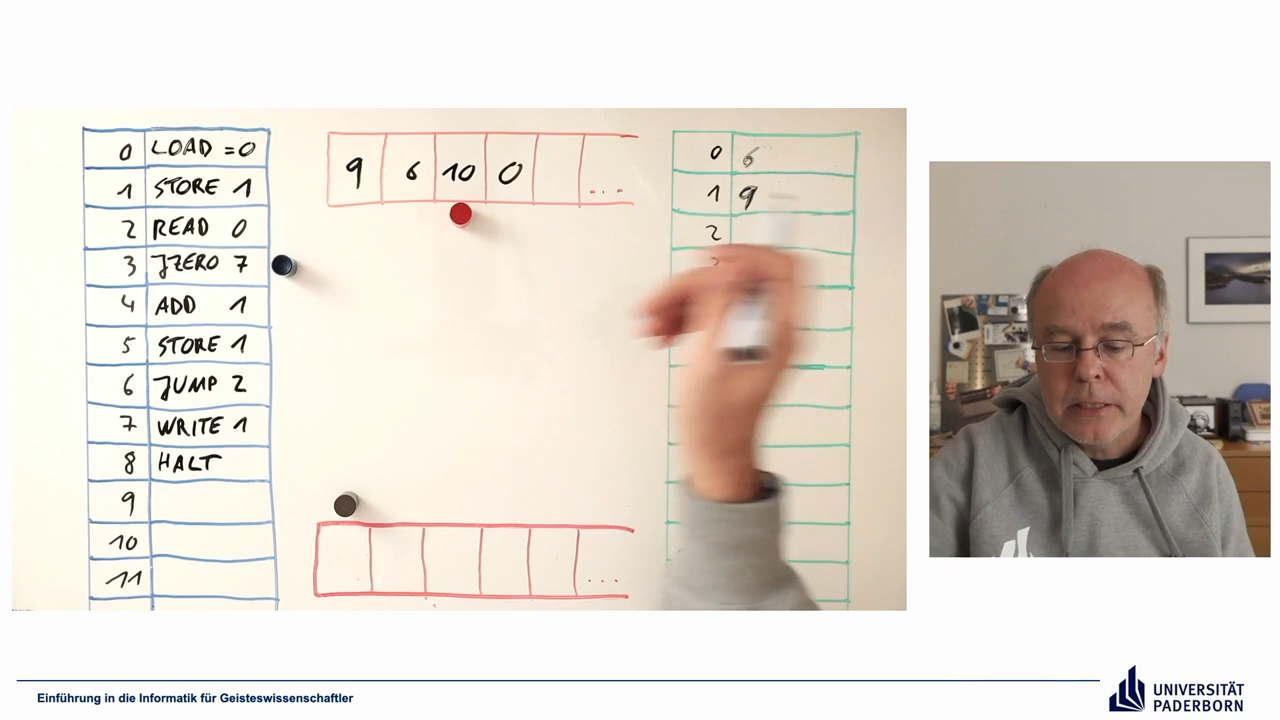 0 LOAD =0
1 STORE 1
2 READ 0
3 JZERO 7
4 ADD 1
5 STORE 1
6 JUMP 2
7 WRITE 1
8 HALT
9
10
11
9 6 10 0 ...
...
0 6
1 9
2
Einführung in die Informatik für Geisteswissenschaftler
UNIVERSITÄT
PADERBORN